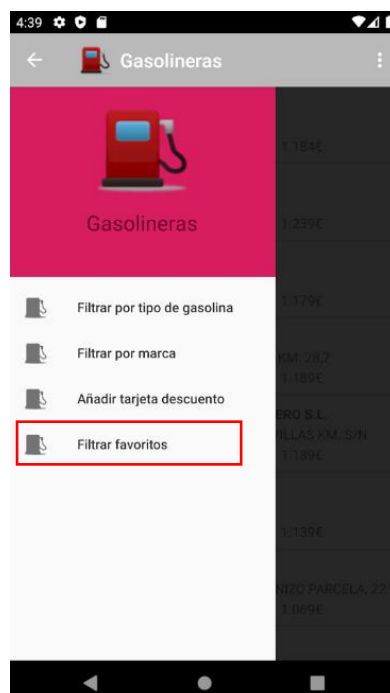 4:39
Gasolineras
1.184€
Gasolineras
1.239€
Filtrar por tipo de gasolina
1.179€
Filtrar por marca
KM. 28,2
1.189€
Añadir tarjeta descuento
ERO S.L.
Filtrar favoritos
ILLAS KM. S/N
1.189€
1.139€
NIZO PARCELA, 22
1.069€